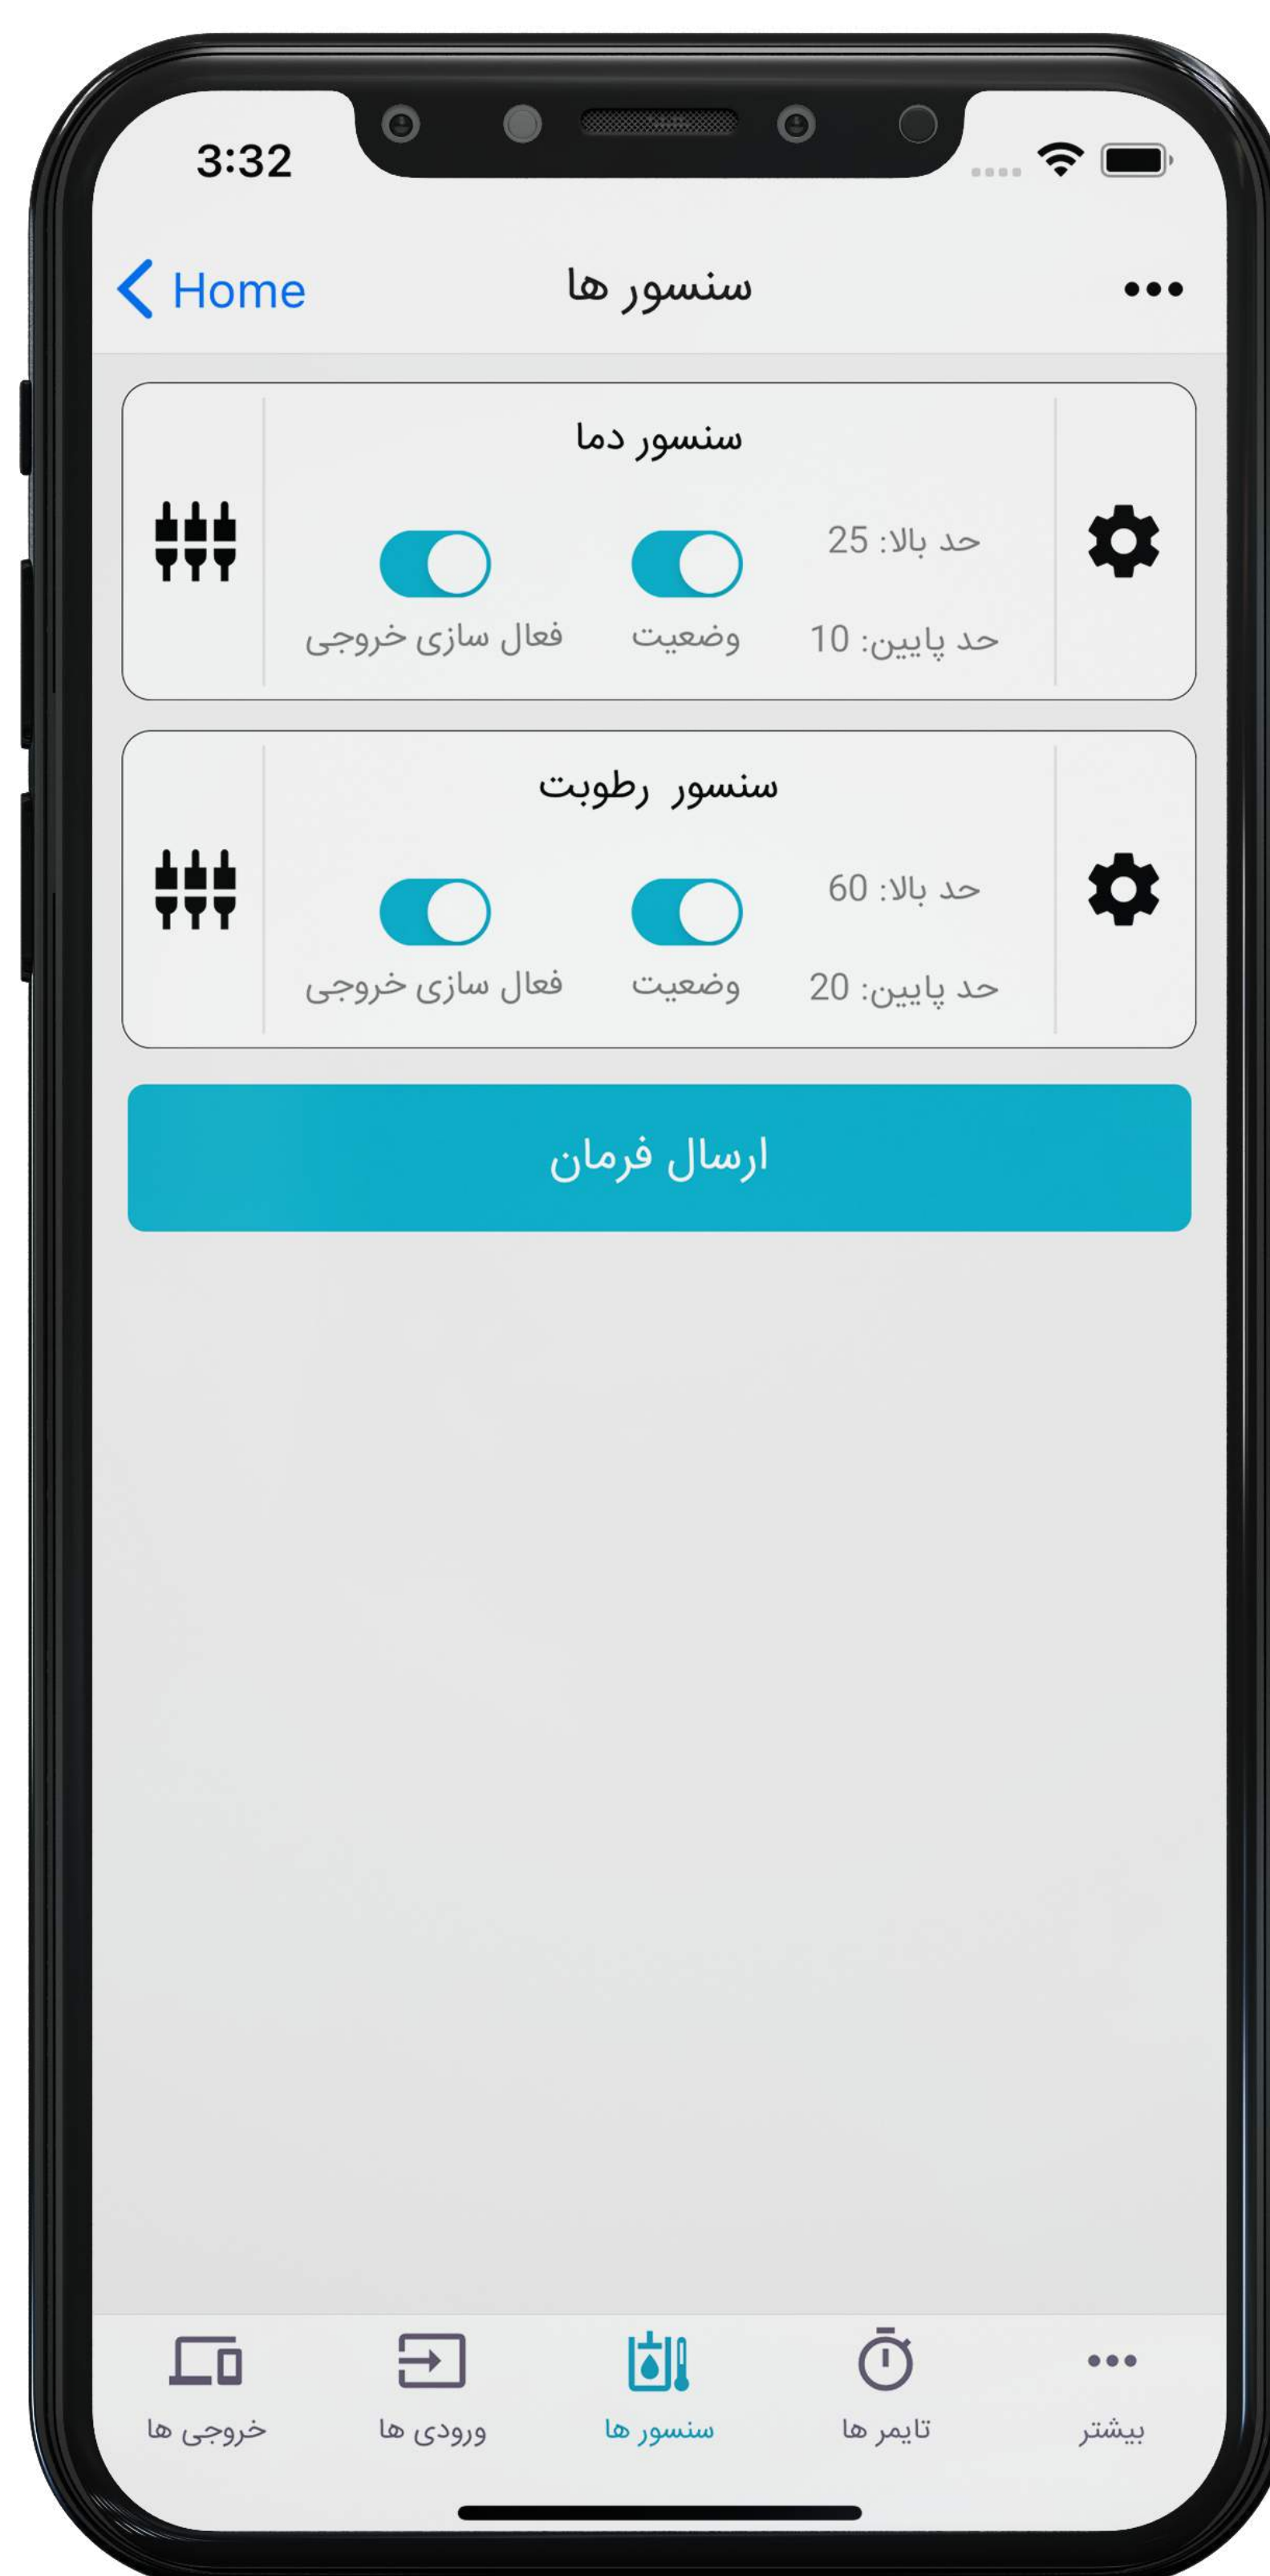 3:32
Home
سنسور ها
سنسور دما
حد بالا: 25
حد پایین: 10
وضعیت
فعال سازی خروجی
سنسور رطوبت
حد بالا: 60
حد پایین: 20
وضعیت
فعال سازی خروجی
ارسال فرمان
خروجی ها
ورودی ها
سنسور ها
تایمر ها
بیشتر